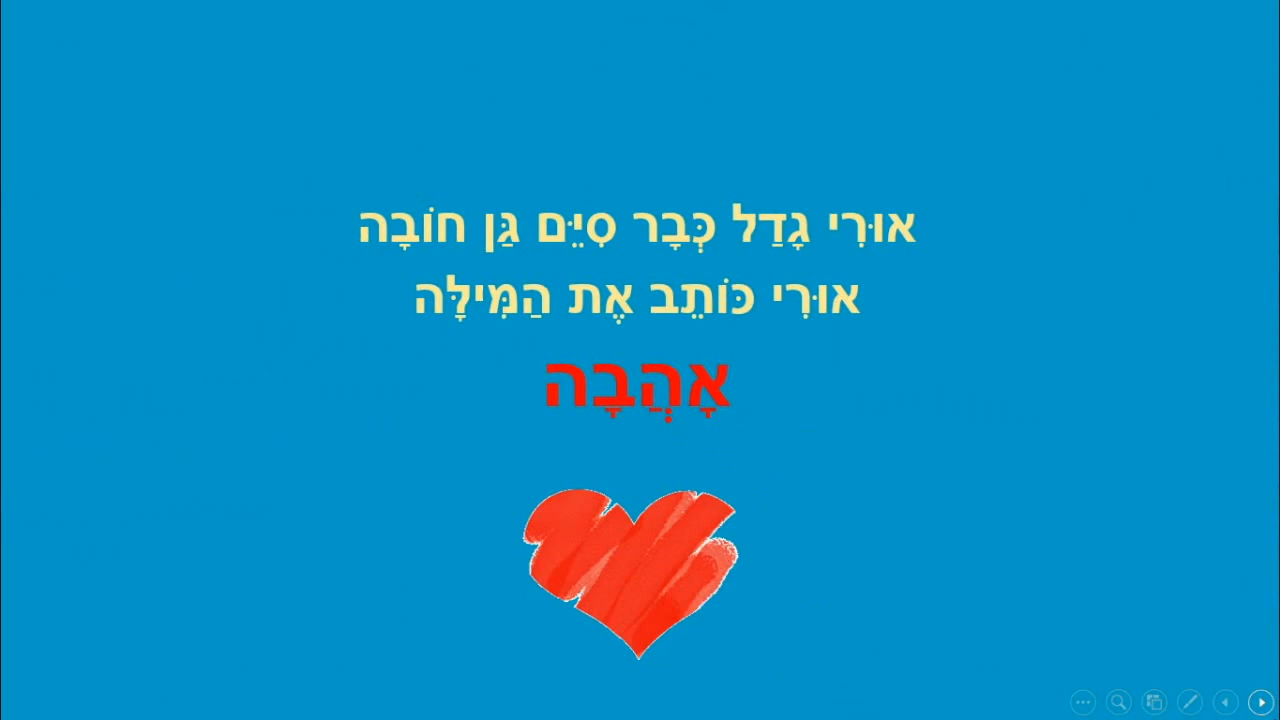 אוּרִי גָּדַל כְּבָר סִיֵּם גַּן חוֹבָה
אוּרִי כּוֹתֵב אֶת הַמִּילָּה
אָהֲבָה